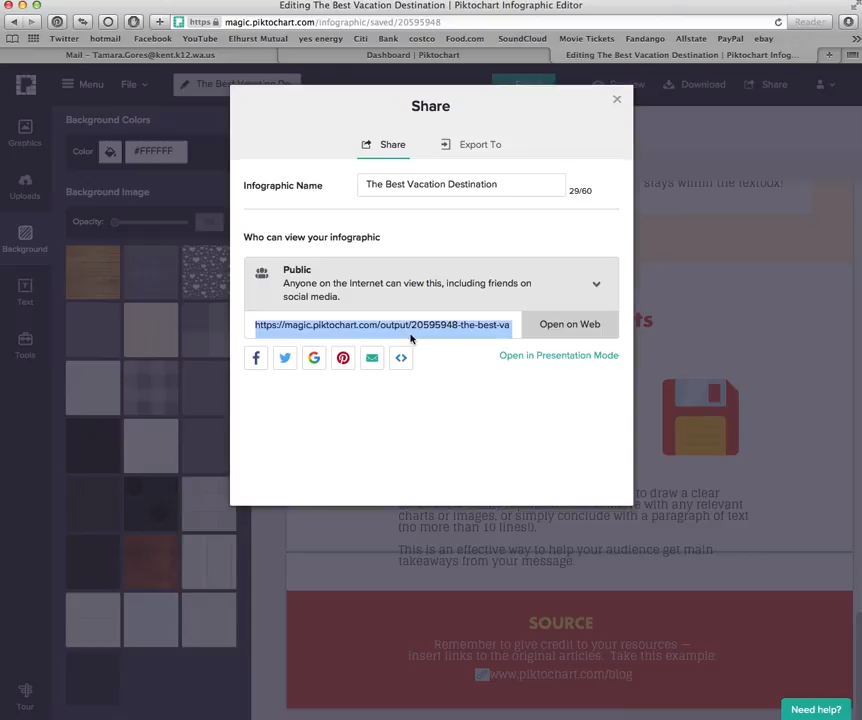 Editing The Best Vacation Destination | Piktochart Infographic Editor
https magic.piktochart.com/infographic/saved/20595948 Reader
Twitter hotmail Facebook YouTube Elhurst Mutual yes energy Citi Bank costco Food.com SoundCloud Movie Tickets Fandango Allstate PayPal ebay
Mail – Tamara.Gores@kent.k12.wa.us Dashboard | Piktochart Editing The Best Vacation Destination | Piktochart Infog...
Menu File The Best Vacation Do Preview Download Share
Share
Share Export To
Infographic Name The Best Vacation Destination 29/60
Who can view your infographic
Public
Anyone on the Internet can view this, including friends on
social media.
https://magic.piktochart.com/output/20595948-the-best-va Open on Web
Open in Presentation Mode
Graphics
Uploads
Background
Text
Tools
Tour
Background Colors
Color #FFFFFF
Background Image
Opacity:
stays within the textbox!
ts
to draw a clear
with any relevant
charts or images, or simply conclude with a paragraph of text
(no more than 10 lines!).
This is an effective way to help your audience get main
takeaways from your message.
SOURCE
Remember to give credit to your resources —
insert links to the original articles. Take this example:
www.piktochart.com/blog
Need help?